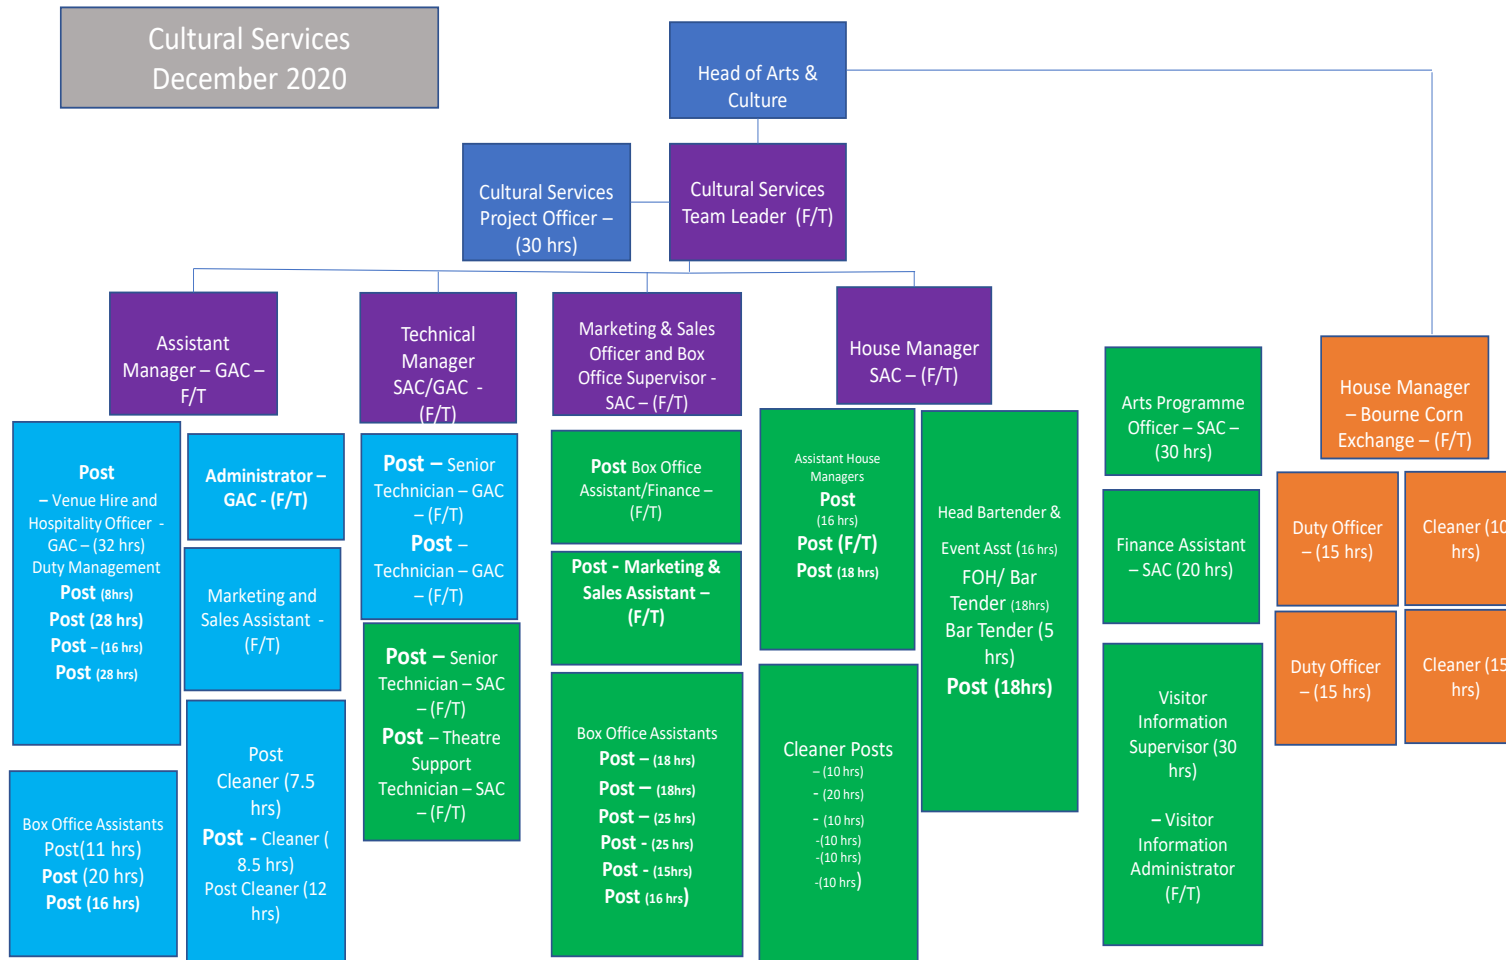 Cultural Services
December 2020
Head of Arts &
Culture
Cultural Services
Project Officer –
(30 hrs)
Cultural Services
Team Leader (F/T)
Assistant
Manager – GAC –
F/T
Technical
Manager
SAC/GAC -
(F/T)
Marketing & Sales
Officer and Box
Office Supervisor -
SAC – (F/T)
House Manager
SAC – (F/T)
Arts Programme
Officer – SAC –
(30 hrs)
House Manager
– Bourne Corn
Exchange – (F/T)
Post
– Venue Hire and
Hospitality Officer -
GAC – (32 hrs)
Duty Management
Post (8hrs)
Post (28 hrs)
Post – (16 hrs)
Post (28 hrs)
Administrator –
GAC - (F/T)
Marketing and
Sales Assistant -
(F/T)
Box Office Assistants
Post(11 hrs)
Post (20 hrs)
Post (16 hrs)
Post
Cleaner (7.5
hrs)
Post - Cleaner (
8.5 hrs)
Post Cleaner (12
hrs)
Post – Senior
Technician – GAC
– (F/T)
Post –
Technician – GAC
– (F/T)
Post – Senior
Technician – SAC
– (F/T)
Post – Theatre
Support
Technician – SAC
– (F/T)
Post Box Office
Assistant/Finance –
(F/T)
Post - Marketing &
Sales Assistant –
(F/T)
Box Office Assistants
Post – (18 hrs)
Post – (18hrs)
Post – (25 hrs)
Post - (25 hrs)
Post - (15hrs)
Post (16 hrs)
Assistant House
Managers
Post
(16 hrs)
Post (F/T)
Post (18 hrs)
Cleaner Posts
– (10 hrs)
- (20 hrs)
- (10 hrs)
-(10 hrs)
-(10 hrs)
-(10 hrs)
Head Bartender &
Event Asst (16 hrs)
FOH/ Bar
Tender (18hrs)
Bar Tender (5
hrs)
Post (18hrs)
Finance Assistant
– SAC (20 hrs)
Visitor
Information
Supervisor (30
hrs)
– Visitor
Information
Administrator
(F/T)
Duty Officer
– (15 hrs)
Cleaner (10
hrs)
Duty Officer
– (15 hrs)
Cleaner (15
hrs)